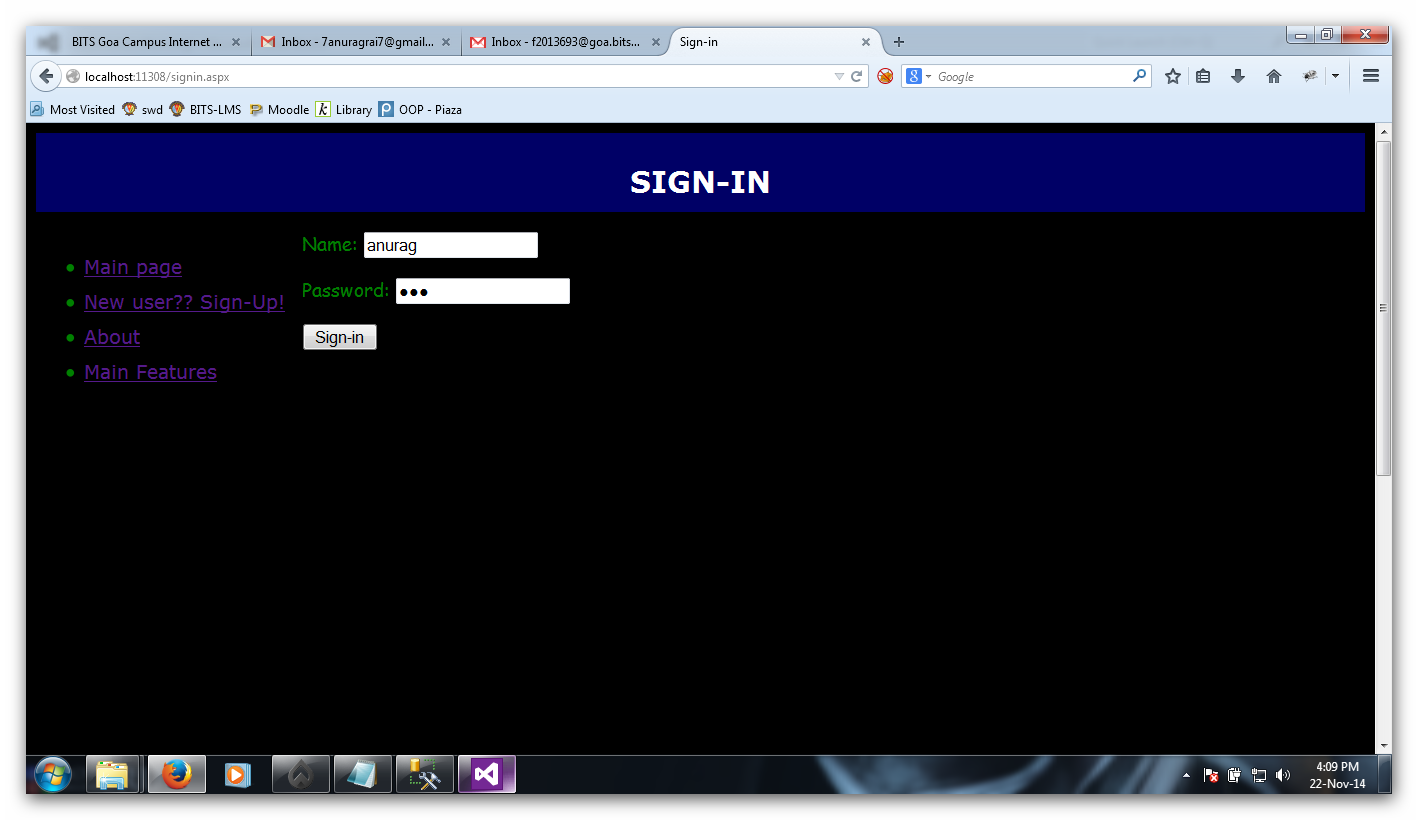 BITS Goa Campus Internet ... Inbox - 7anuragrai7@gmail... Inbox - f2013693@goa.bits... Sign-in
localhost:11308/signin.aspx Google
Most Visited swd BITS-LMS Moodle Library OOP - Piaza
SIGN-IN
Name: anurag
Main page
Password: •••
New user?? Sign-Up!
Sign-in
About
Main Features
4:09 PM
22-Nov-14